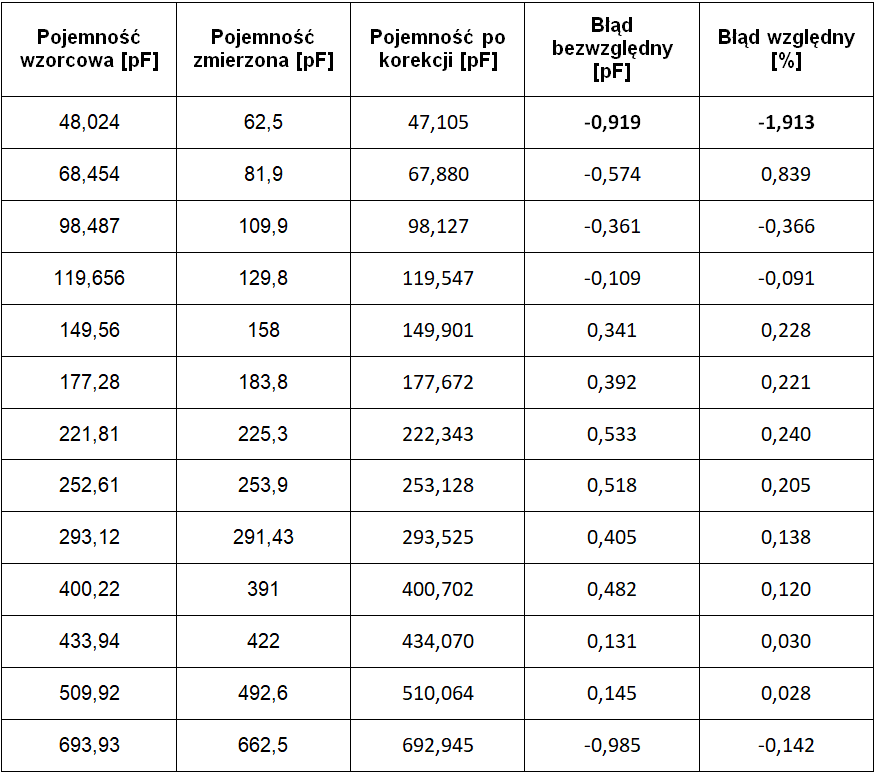 Pojemność wzorcowa [pF] Pojemność zmierzona [pF] Pojemność po korekcji [pF] Błąd bezwzględny [pF] Błąd względny [%]
48,024 62,5 47,105 -0,919 -1,913
68,454 81,9 67,880 -0,574 0,839
98,487 109,9 98,127 -0,361 -0,366
119,656 129,8 119,547 -0,109 -0,091
149,56 158 149,901 0,341 0,228
177,28 183,8 177,672 0,392 0,221
221,81 225,3 222,343 0,533 0,240
252,61 253,9 253,128 0,518 0,205
293,12 291,43 293,525 0,405 0,138
400,22 391 400,702 0,482 0,120
433,94 422 434,070 0,131 0,030
509,92 492,6 510,064 0,145 0,028
693,93 662,5 692,945 -0,985 -0,142